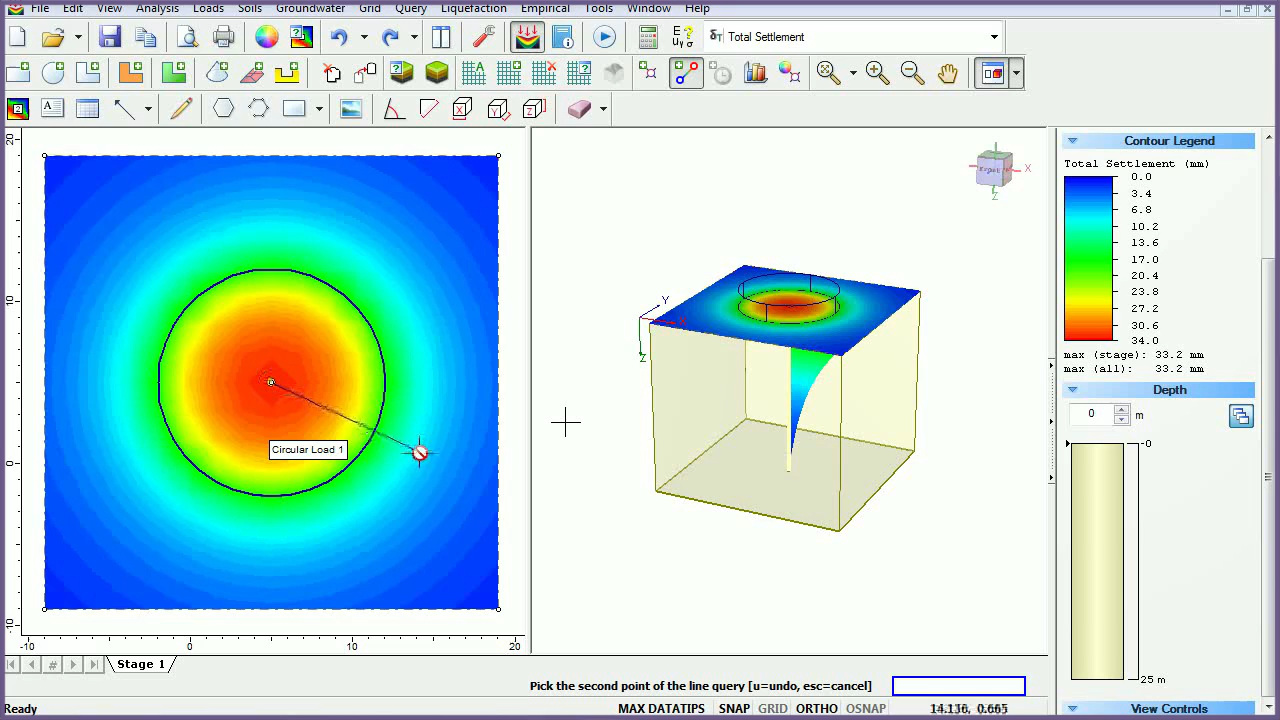 File Edit View Analysis Loads Soils Groundwater Grid Query Liquefaction Empirical Tools Window Help
Total Settlement
20
10
0
-10
-10 0 10 20
Circular Load 1
Y
X
Z
X
Z
Contour Legend
Total Settlement (mm)
0.0
3.4
6.8
10.2
13.6
17.0
20.4
23.8
27.2
30.6
34.0
max (stage): 33.2 mm
max (all): 33.2 mm
Depth
0 m
-0
25 m
View Controls
Stage 1
Pick the second point of the line query [u=undo, esc=cancel]
Ready
MAX DATATIPS SNAP GRID ORTHO OSNAP